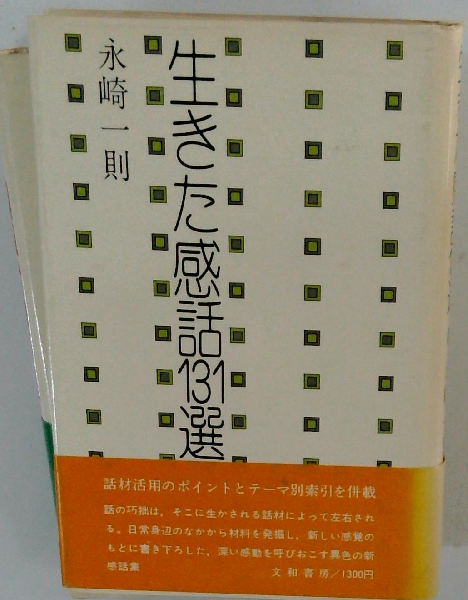 生きた感話131選
永崎一則
話材活用のポイントとテーマ別索引を併載
話の巧拙は，そこに生かされる話材によって左右され
る。日常身辺のなかから材料を発掘し，新しい感覚の
もとに書き下ろした，深い感動を呼びおこす異色の新
感話集
文和書房／1300円